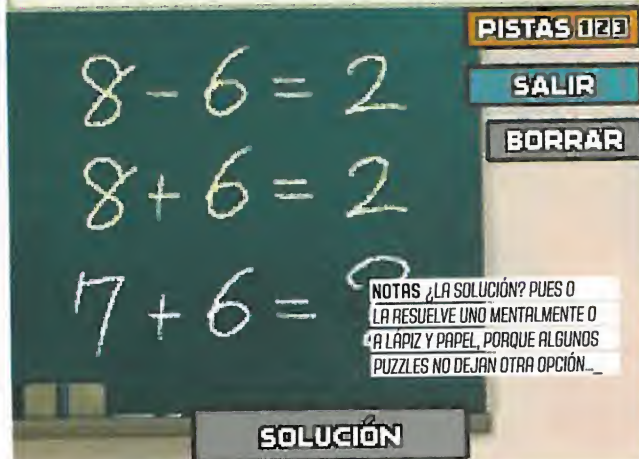 PISTAS 123
SALIR
BORRAR
8 - 6 = 2
8 + 6 = 2
7 + 6 =
NOTAS ¿LA SOLUCIÓN? PUES O
LA RESUELVE UNO MENTALMENTE O
A LÁPIZ Y PAPEL, PORQUE ALGUNOS
PUZZLES NO DEJAN OTRA OPCIÓN..._
SOLUCIÓN